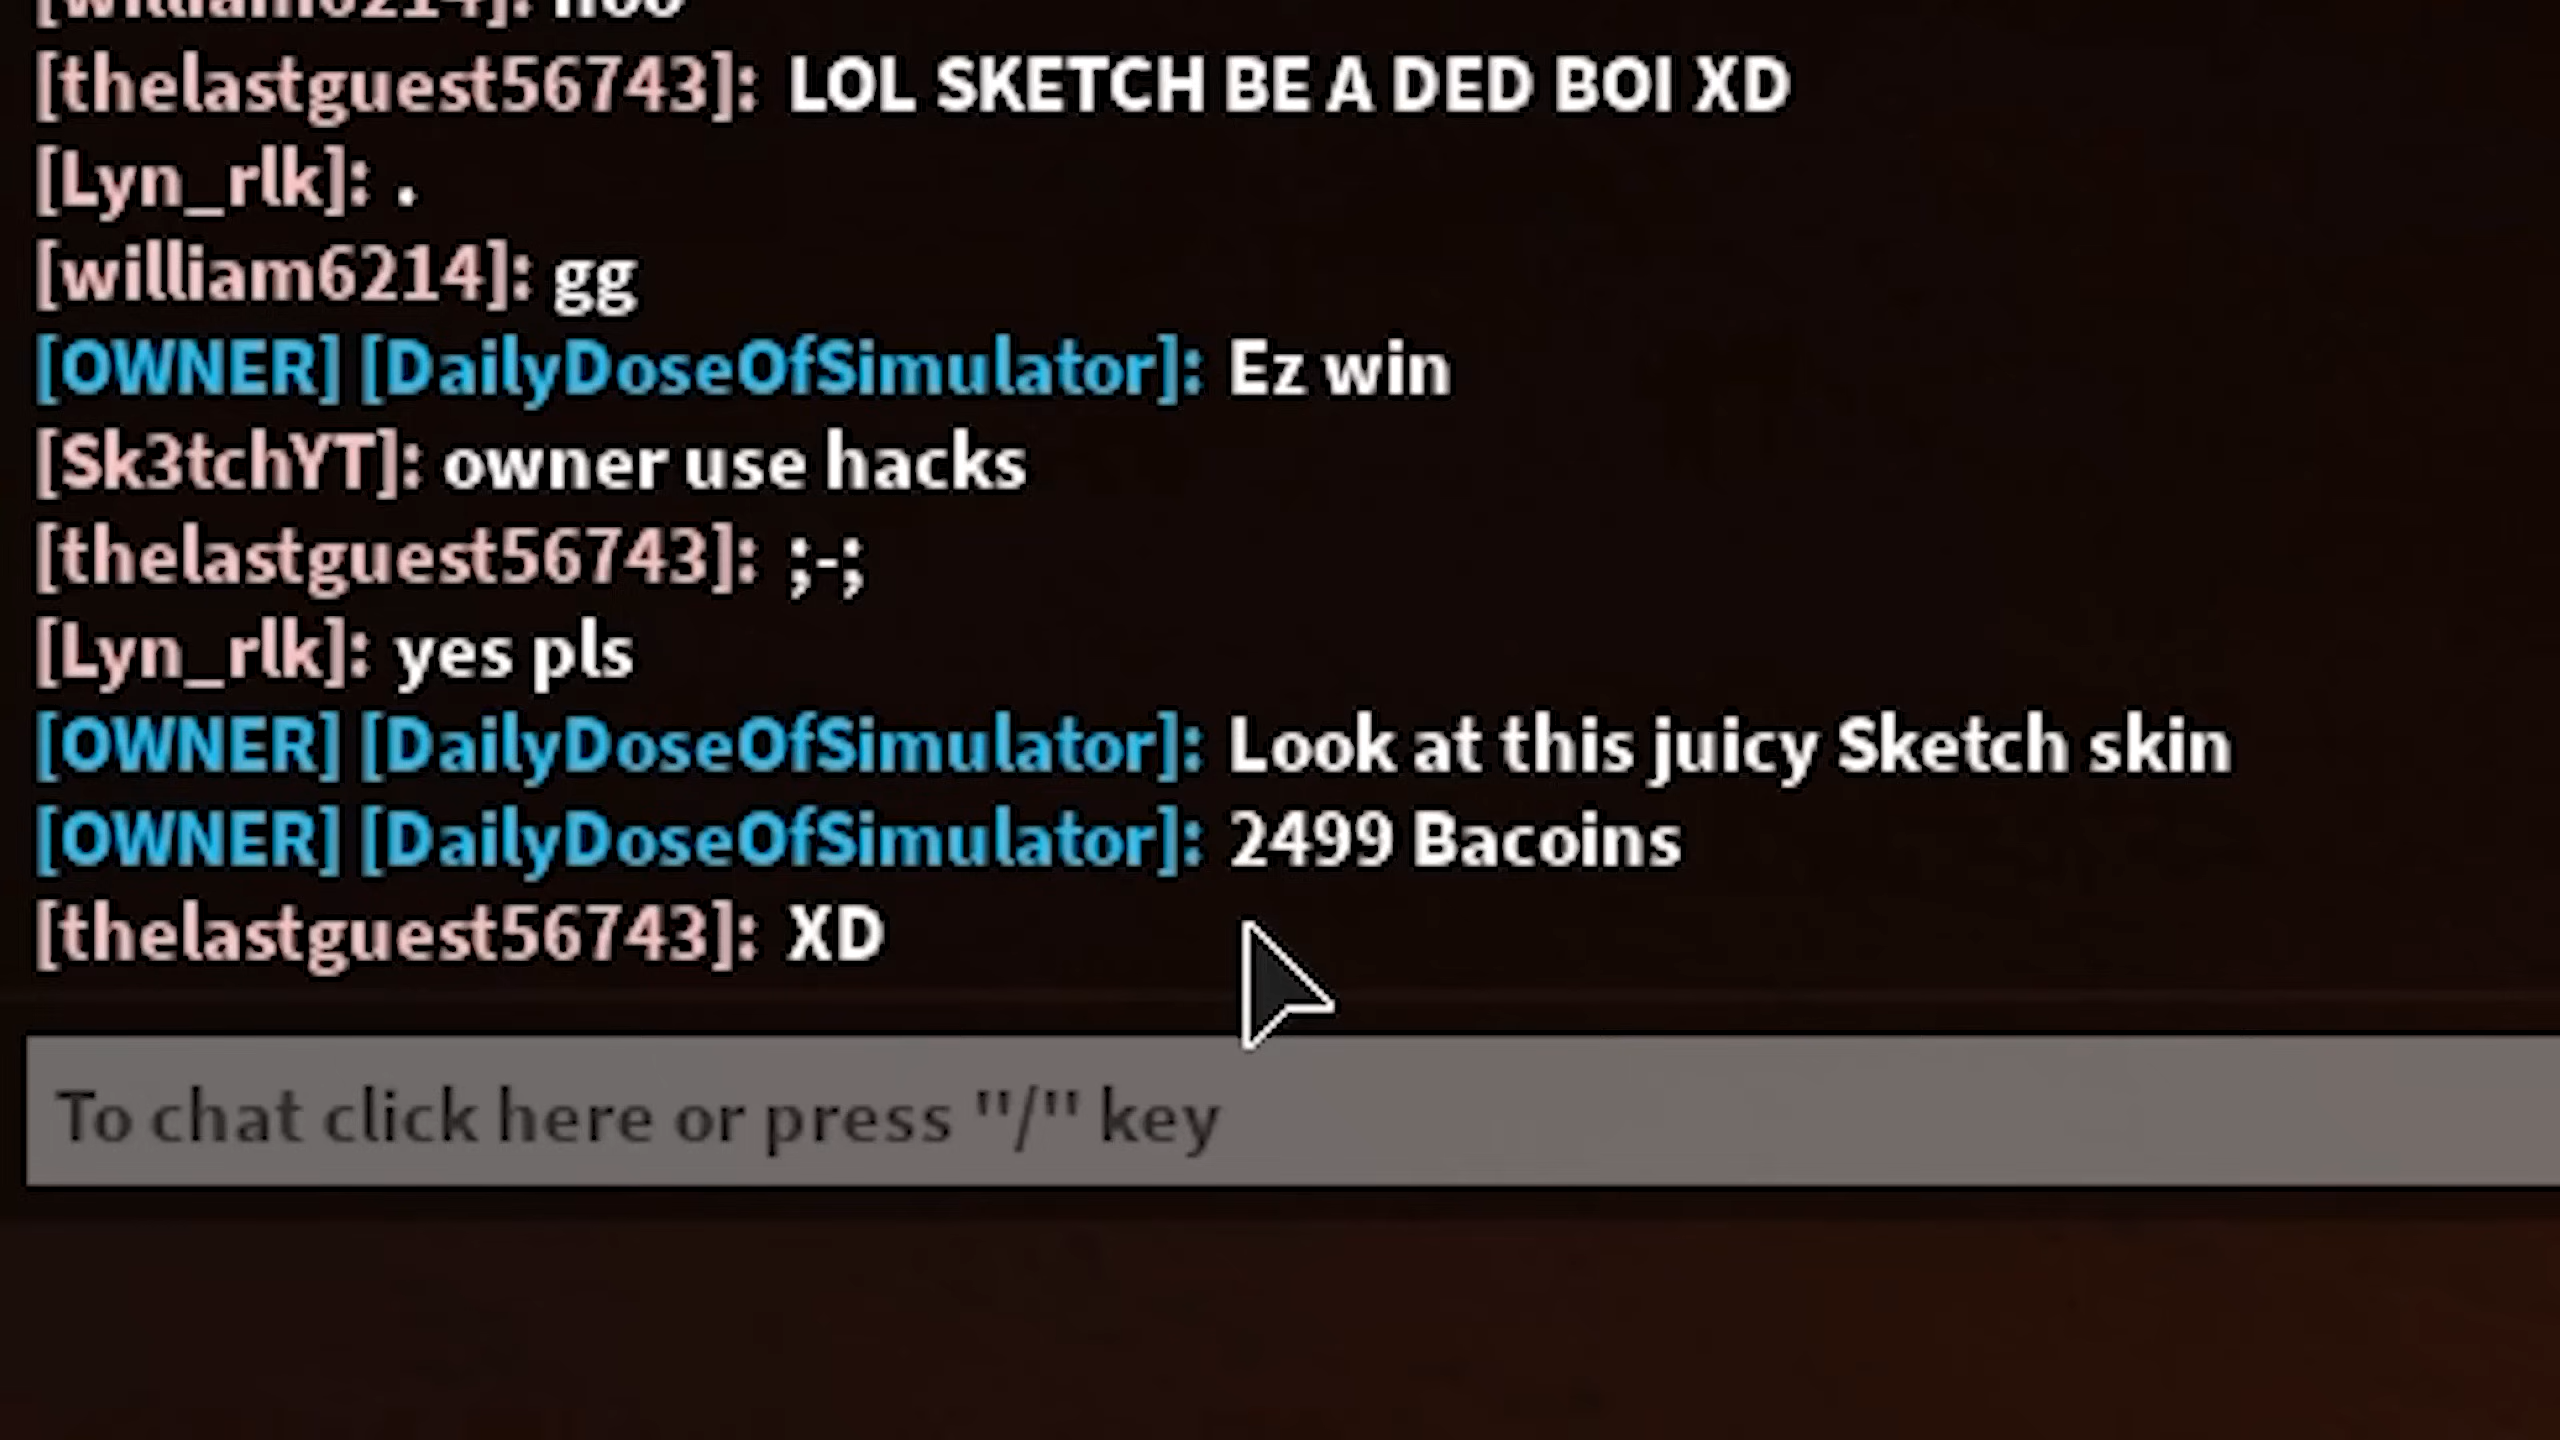 [william6214]: noo
[thelastguest56743]: LOL SKETCH BE A DED BOI XD
[Lyn_rlk]: .
[william6214]: gg
[OWNER] [DailyDoseOfSimulator]: Ez win
[Sk3tchYT]: owner use hacks
[thelastguest56743]: ;-;
[Lyn_rlk]: yes pls
[OWNER] [DailyDoseOfSimulator]: Look at this juicy Sketch skin
[OWNER] [DailyDoseOfSimulator]: 2499 Bacoins
[thelastguest56743]: XD
To chat click here or press "/" key